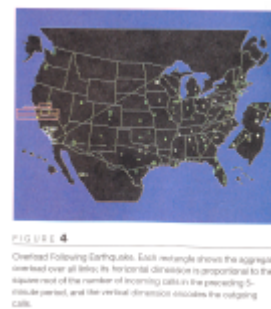 FIGURE 4
Overload Following Earthquake. Each rectangle shows the aggregate
overload over all links; its horizontal dimension is proportional to the
square root of the number of incoming calls in the preceding 5-
minute period, and the vertical dimension encodes the outgoing
calls.